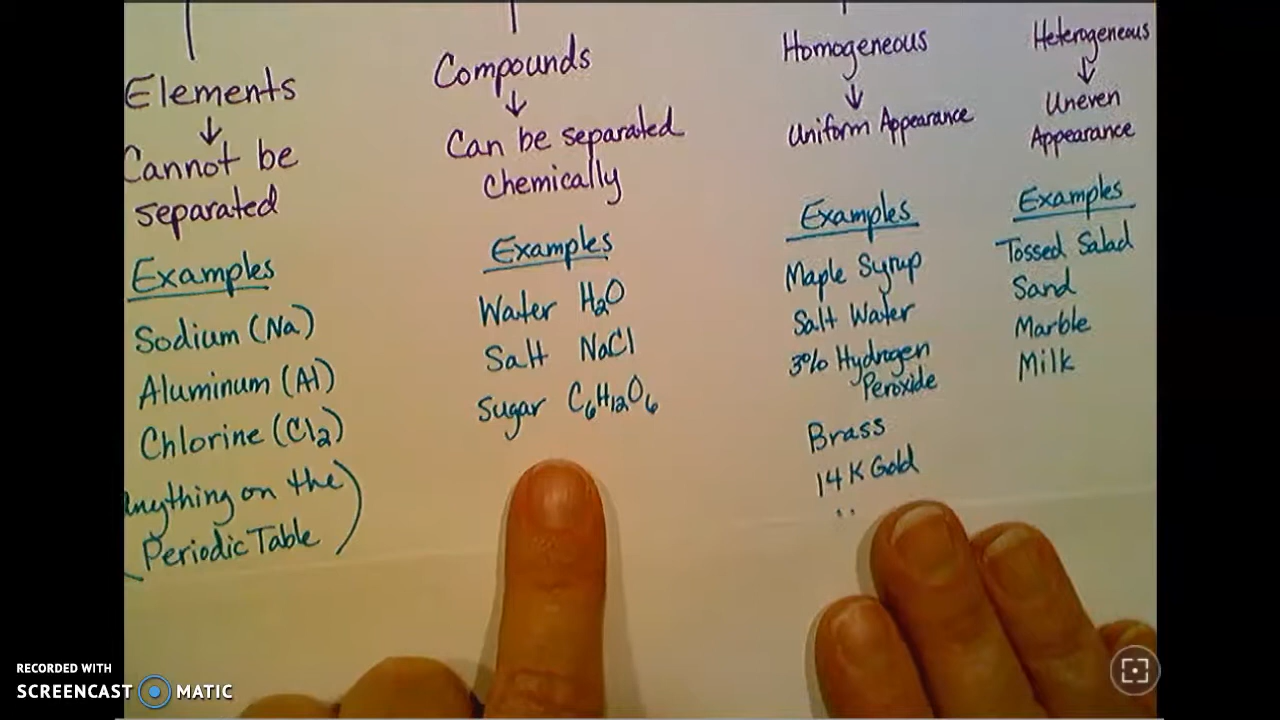 Elements
Cannot be
separated
Examples
Sodium (Na)
Aluminum (Al)
Chlorine (Cl₂)
on the
Periodic Table)
Compounds
Can be separated
chemically
Examples
Water H₂O
Salt NaCl
Sugar C₆H₁₂O₆
Homogeneous
Uniform Appearance
Examples
Maple Syrup
Salt Water
3% Hydrogen
Peroxide
Brass
14K Gold
Heterogeneous
Uneven
Appearance
Examples
Tossed Salad
Sand
Marble
Milk
RECORDED WITH
SCREENCAST MATIC